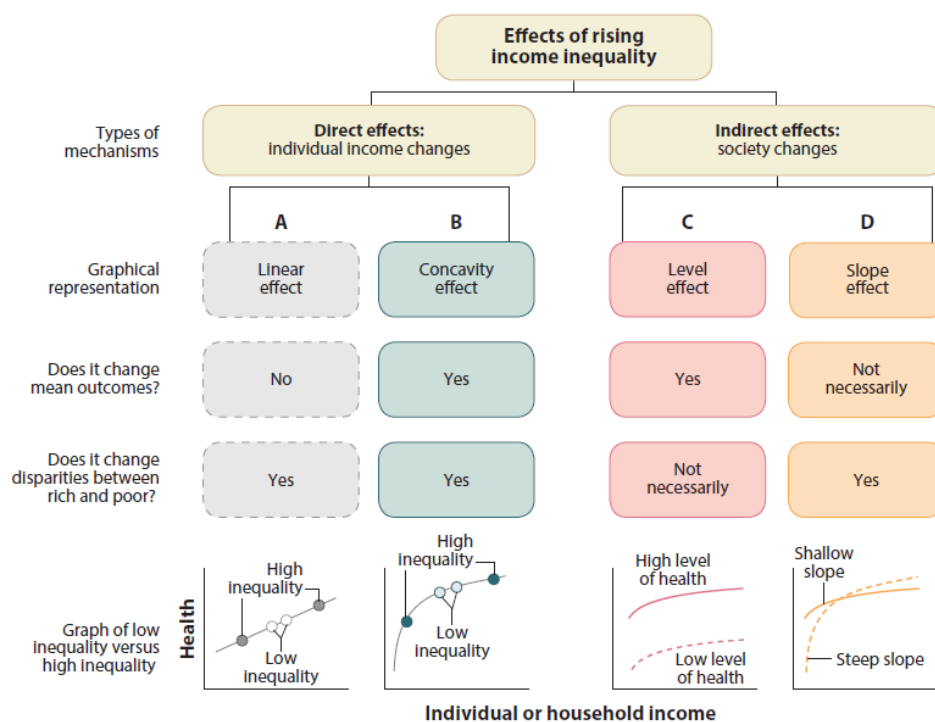 Effects of rising
income inequality
Types of
mechanisms
Direct effects:
individual income changes
Indirect effects:
society changes
A
B
C
D
Graphical
representation
Linear
effect
Concavity
effect
Level
effect
Slope
effect
Does it change
mean outcomes?
No
Yes
Yes
Not
necessarily
Does it change
disparities between
rich and poor?
Yes
Yes
Not
necessarily
Yes
Graph of low
inequality versus
high inequality
Health
High
inequality
Low
inequality
High
inequality
Low
inequality
High level
of health
Low level
of health
Shallow
slope
Steep slope
Individual or household income